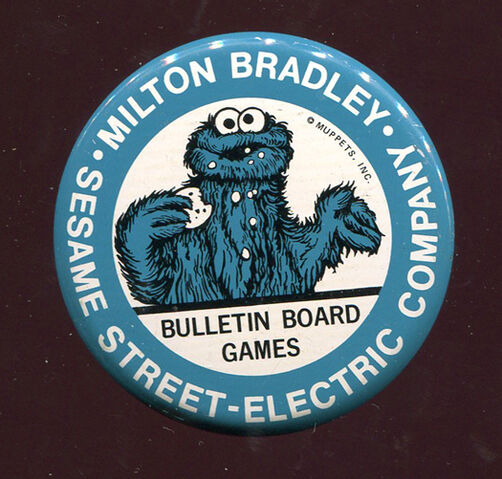 • MILTON BRADLEY •
SESAME STREET-ELECTRIC COMPANY
© MUPPETS, INC.
BULLETIN BOARD
GAMES